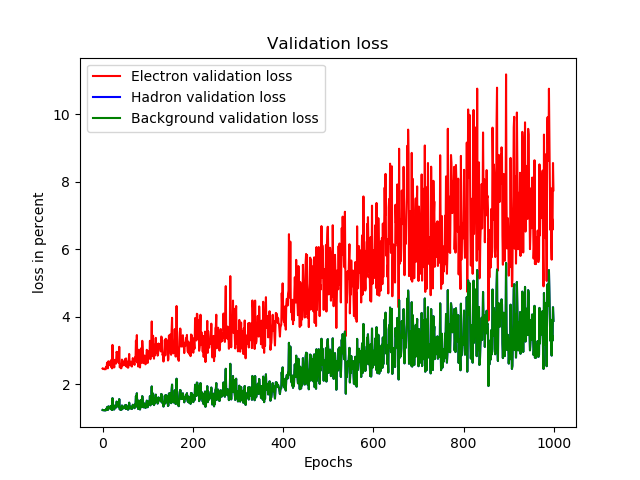 Validation loss
Electron validation loss
Hadron validation loss
Background validation loss
loss in percent
10
8
6
4
2
0
200
400
600
800
1000
Epochs